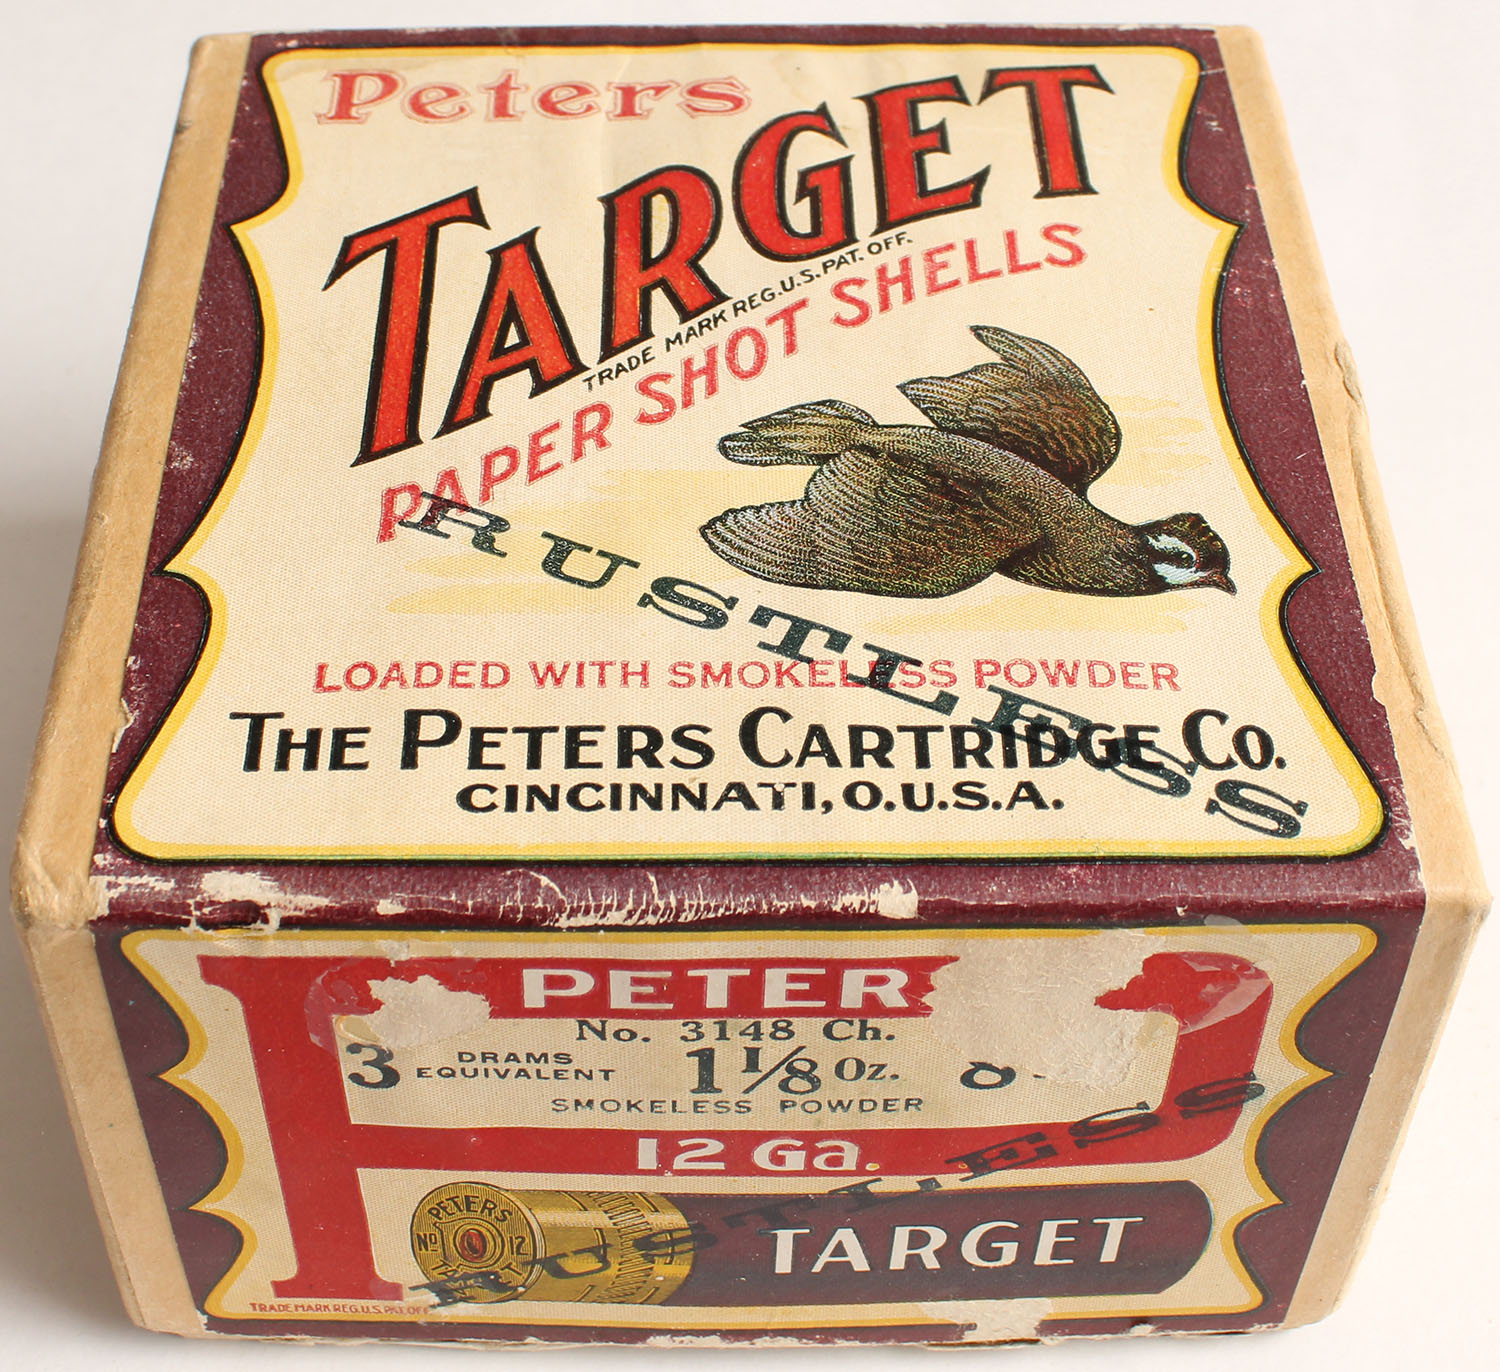 Peters
TARGET
TRADE MARK REG.U.S.PAT.OFF.
PAPER SHOT SHELLS
RUSTLESS
LOADED WITH SMOKELESS POWDER
THE PETERS CARTRIDGE CO.
CINCINNATI, O.U.S.A.
PETER
No. 3148 Ch.
3 DRAMS EQUIVALENT 1 1/8 Oz. 8
SMOKELESS POWDER
12 Ga.
RUSTLESS
PETERS
No 12
TARGET
TRADE MARK REG.U.S.PAT.OFF.